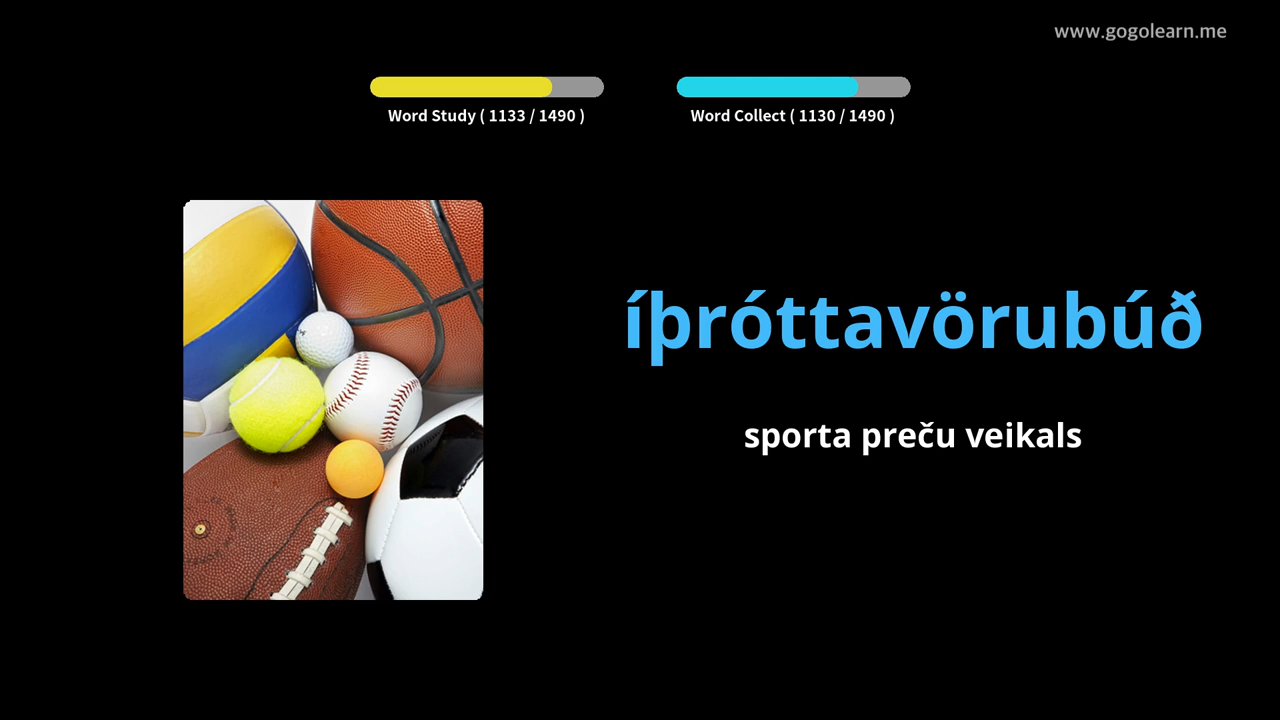 www.gogolearn.me
Word Study ( 1133 / 1490 )
Word Collect ( 1130 / 1490 )
íþróttavörubúð
sporta preču veikals